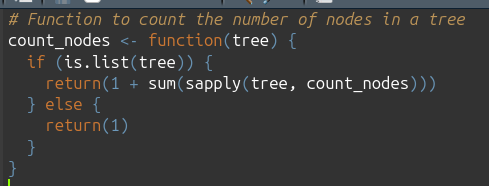 # Function to count the number of nodes in a tree
count_nodes <- function(tree) {
  if (is.list(tree)) {
    return(1 + sum(sapply(tree, count_nodes)))
  } else {
    return(1)
  }
}